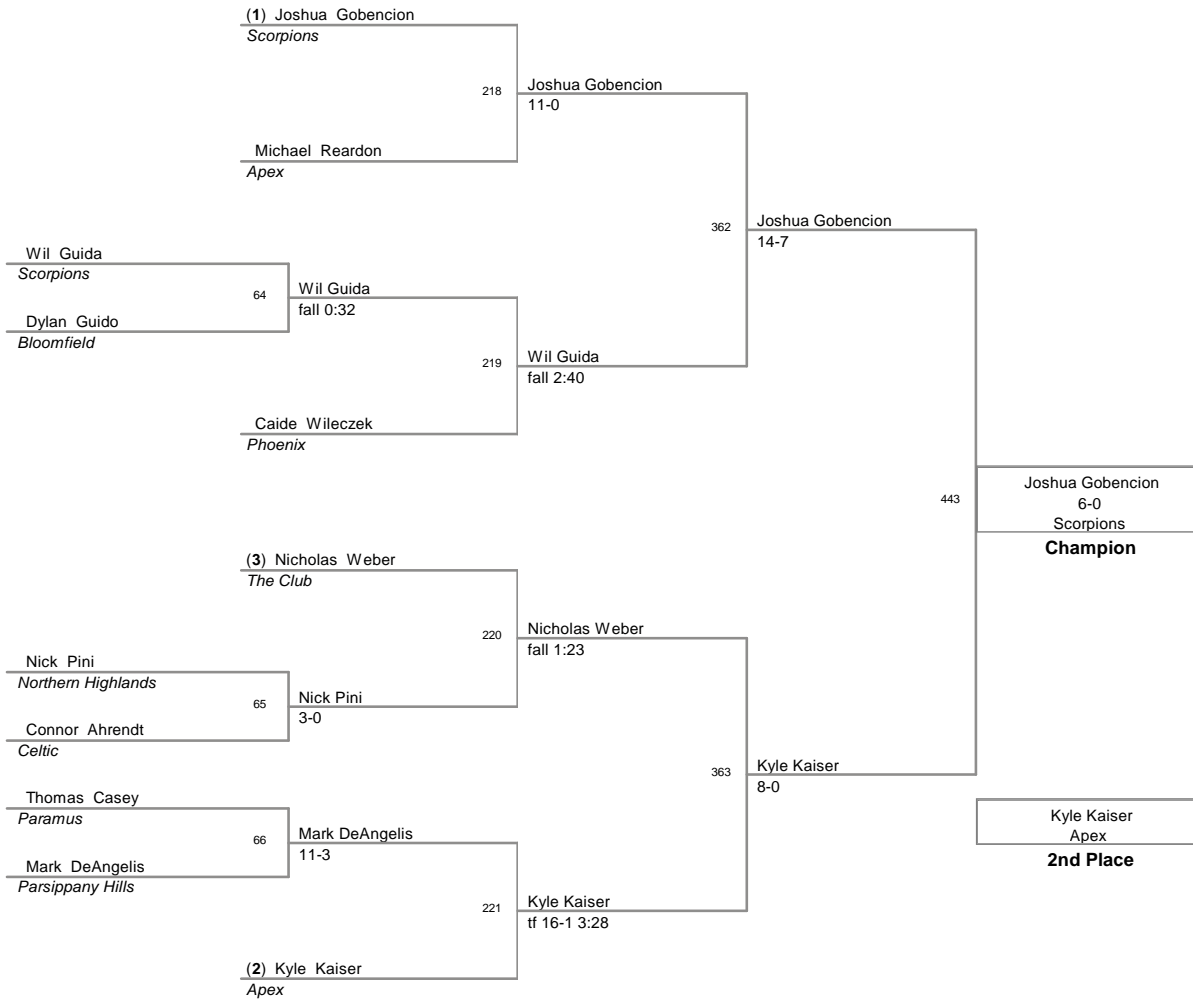 (1) Joshua Gobencion
Scorpions
218
Joshua Gobencion
11-0
Michael Reardon
Apex
362
Joshua Gobencion
14-7
Wil Guida
Scorpions
64
Wil Guida
fall 0:32
Dylan Guido
Bloomfield
219
Wil Guida
fall 2:40
Caide Wileczek
Phoenix
443
Joshua Gobencion
6-0
Scorpions
Champion
(3) Nicholas Weber
The Club
220
Nicholas Weber
fall 1:23
Nick Pini
Northern Highlands
65
Nick Pini
3-0
Connor Ahrendt
Celtic
363
Kyle Kaiser
8-0
Thomas Casey
Paramus
66
Mark DeAngelis
11-3
Mark DeAngelis
Parsippany Hills
Kyle Kaiser
Apex
2nd Place
221
Kyle Kaiser
tf 16-1 3:28
(2) Kyle Kaiser
Apex